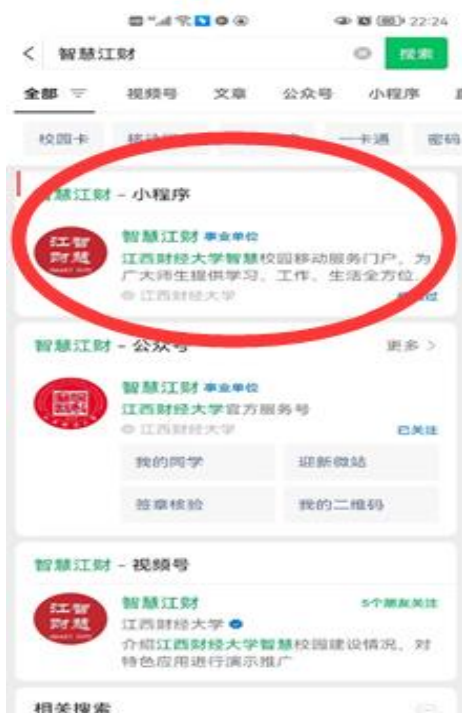 22:24
智慧江财
搜索
全部 视频号 文章 公众号 小程序
校园卡 一卡通 密码
智慧江财 - 小程序
江智
财慧
智慧江财 事业单位
江西财经大学智慧校园移动服务门户，为
广大师生提供学习、工作、生活全方位
江西财经大学
智慧江财 - 公众号 更多 >
智慧江财 事业单位
江西财经大学官方服务号
江西财经大学 已关注
我的同学 迎新微站
签章核验 我的二维码
智慧江财 - 视频号
江智
财慧
智慧江财 5个朋友关注
江西财经大学
介绍江西财经大学智慧校园建设情况，对
特色应用进行演示推广
相关搜索